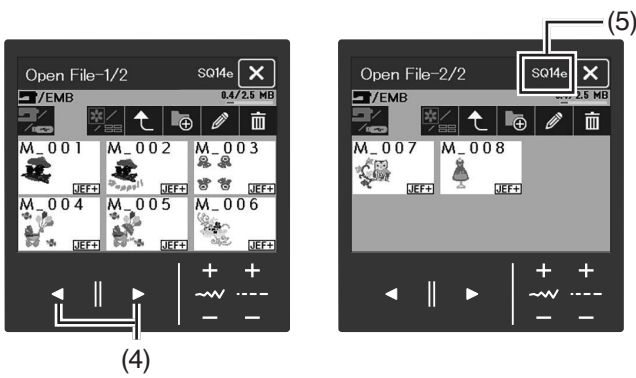 (5)
Open File-1/2 SQ14e
/EMB 0.4/2.5 MB
M_001 M_002 M_003
JEF+ JEF+ JEF+
M_004 M_005 M_006
JEF+ JEF+ JEF+
(4)
Open File-2/2 SQ14e
/EMB 0.4/2.5 MB
M_007 M_008
JEF+ JEF+